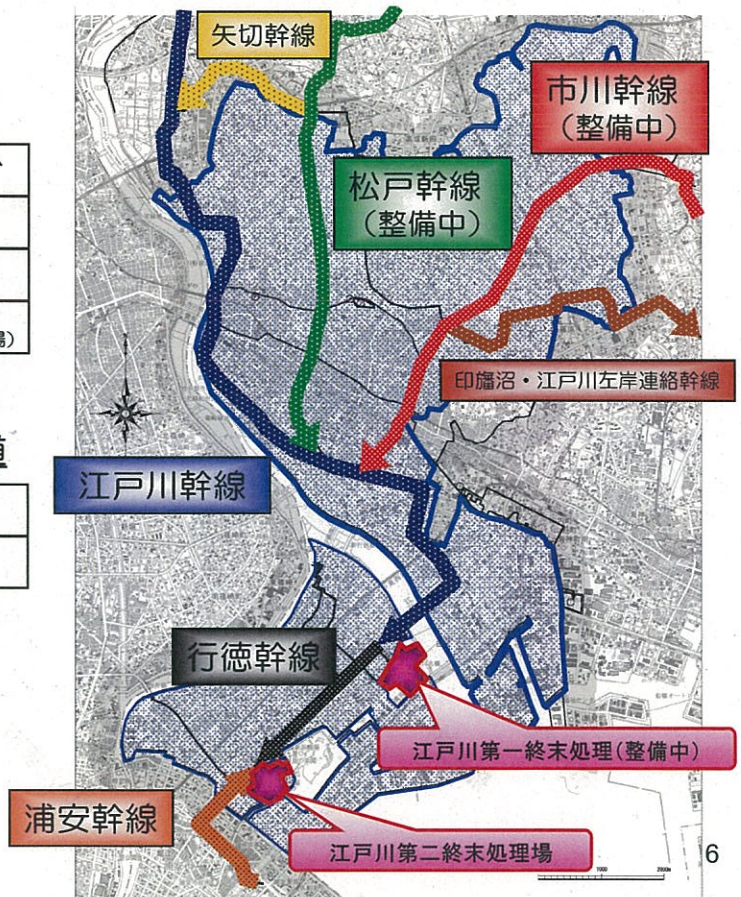 矢切幹線
市川幹線
(整備中)
松戸幹線
(整備中)
印旛沼・江戸川左岸連絡幹線
江戸川幹線
行徳幹線
江戸川第一終末処理(整備中)
浦安幹線
江戸川第二終末処理場
6